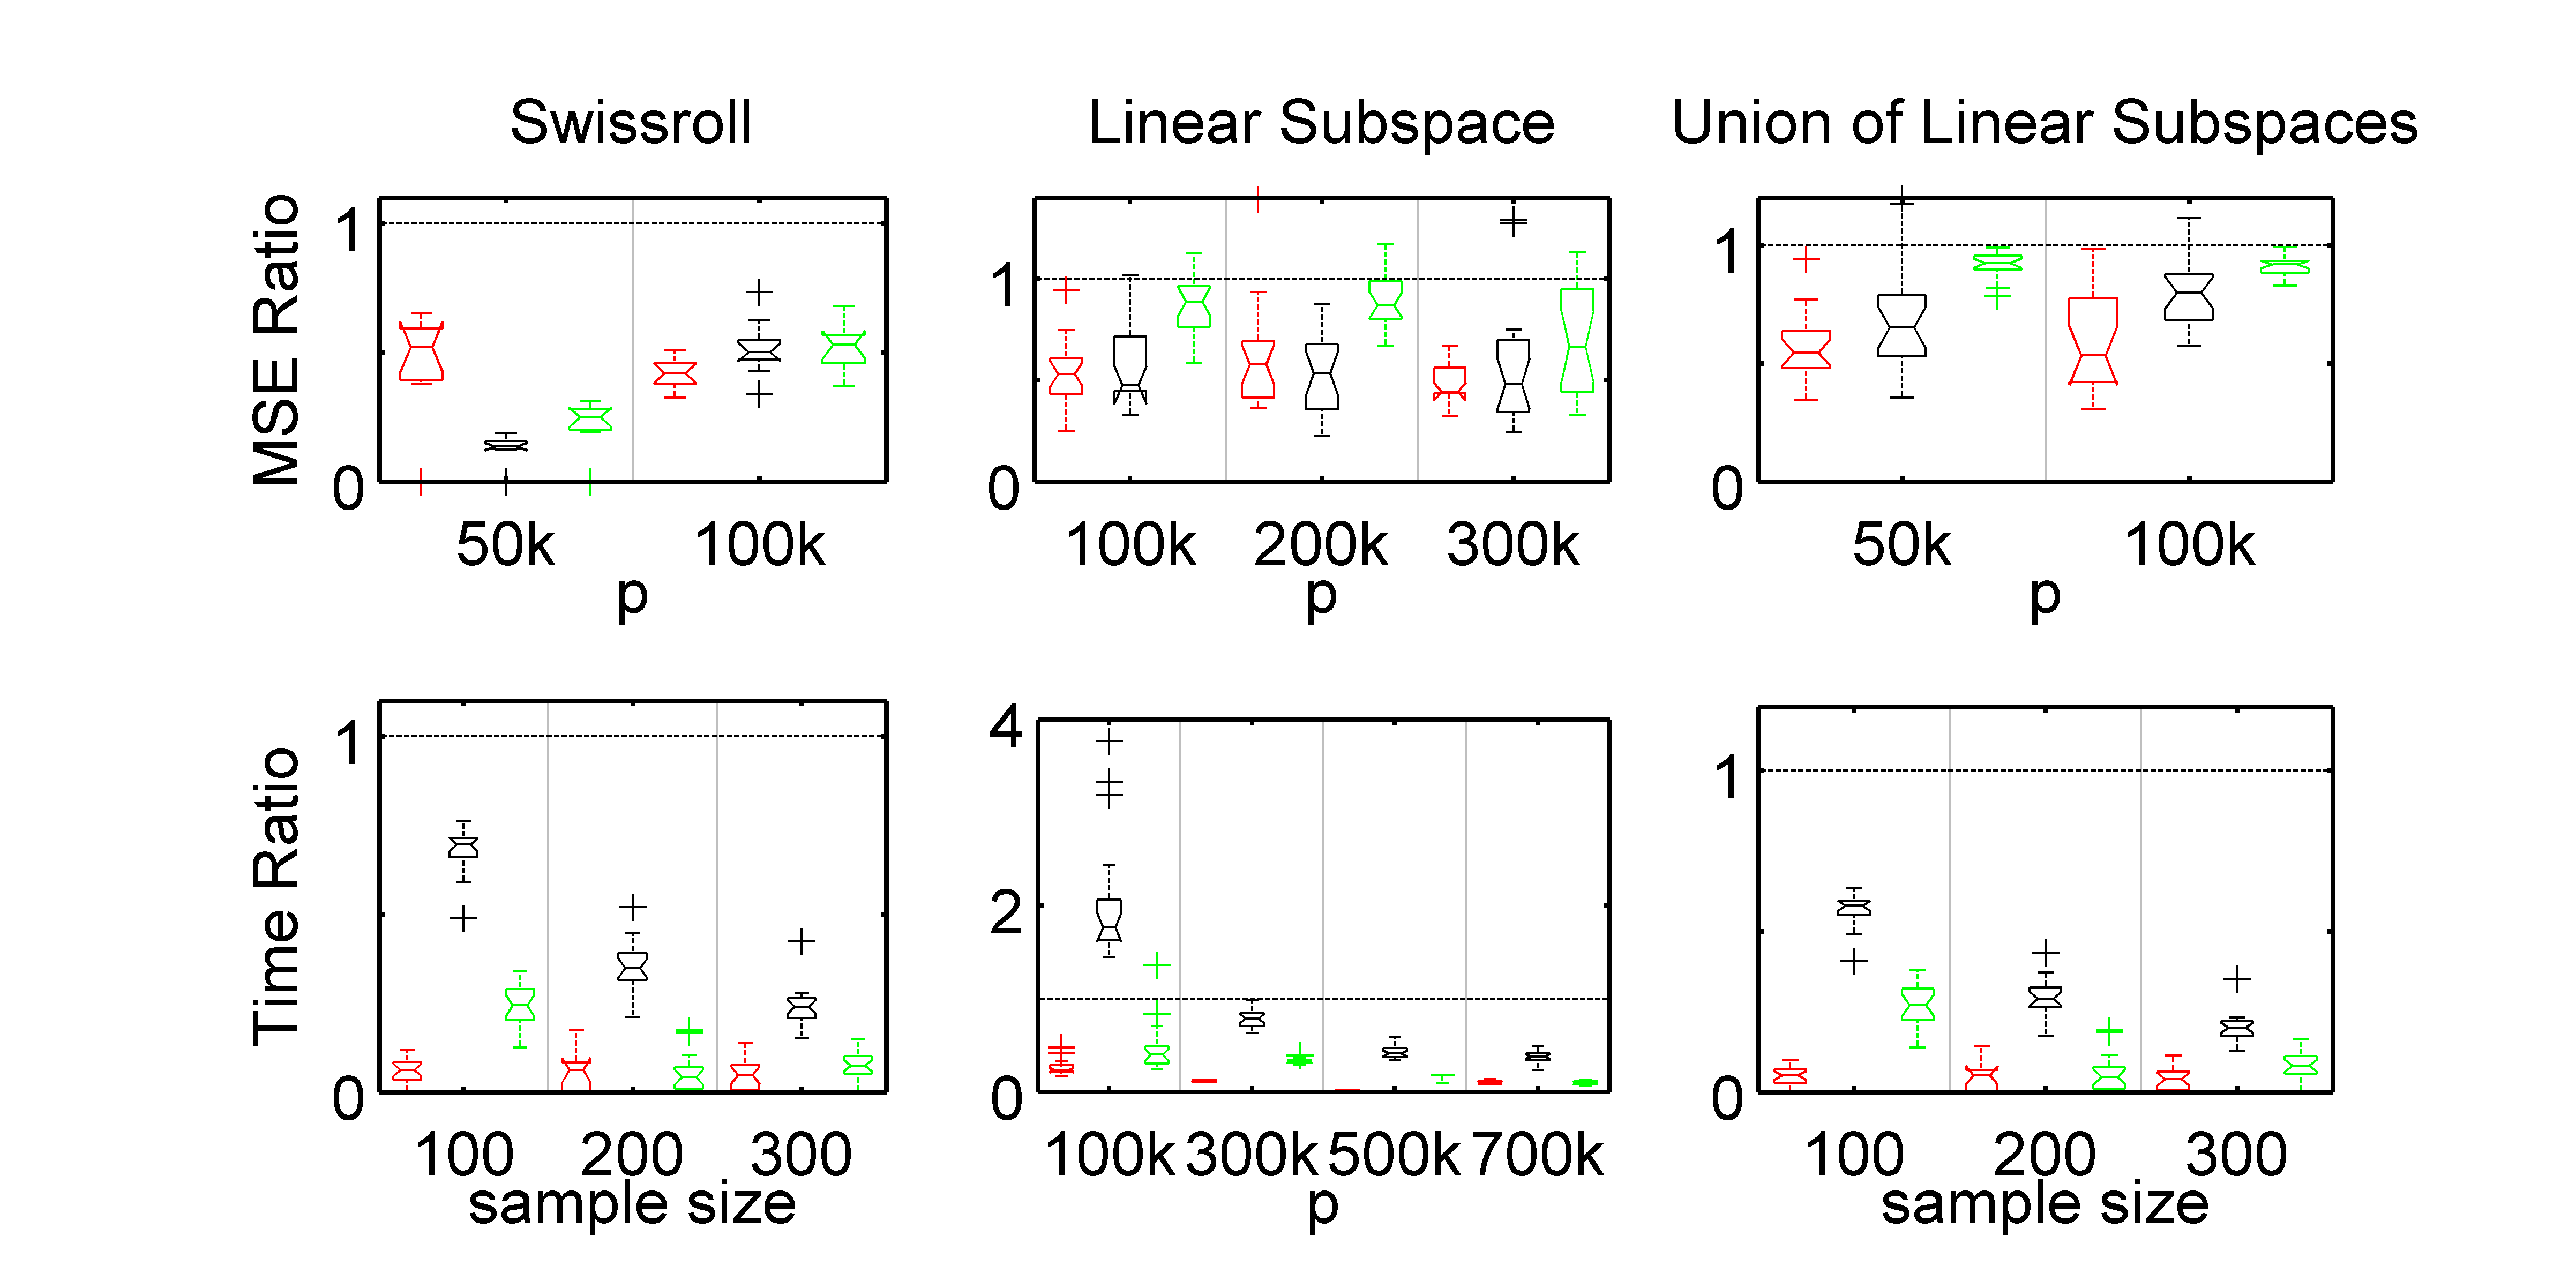 Swissroll
Linear Subspace
Union of Linear Subspaces
MSE Ratio
1
0
50k 100k
p
1
0
100k 200k 300k
p
1
0
50k 100k
p
Time Ratio
1
0
100 200 300
sample size
4
2
0
100k 300k 500k 700k
p
1
0
100 200 300
sample size